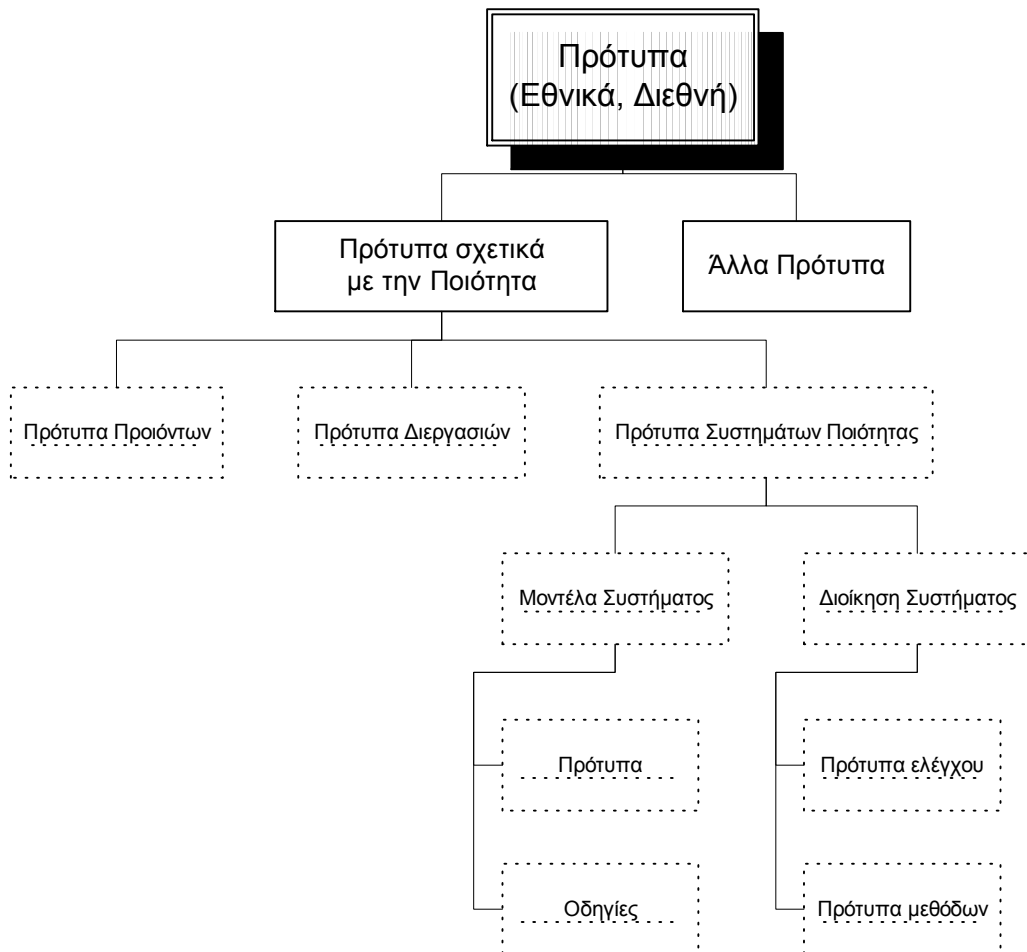 Πρότυπα
(Εθνικά, Διεθνή)
Πρότυπα σχετικά
με την Ποιότητα
Άλλα Πρότυπα
Πρότυπα Προιόντων
Πρότυπα Διεργασιών
Πρότυπα Συστημάτων Ποιότητας
Μοντέλα Συστήματος
Διοίκηση Συστήματος
Πρότυπα
Πρότυπα ελέγχου
Οδηγίες
Πρότυπα μεθόδων